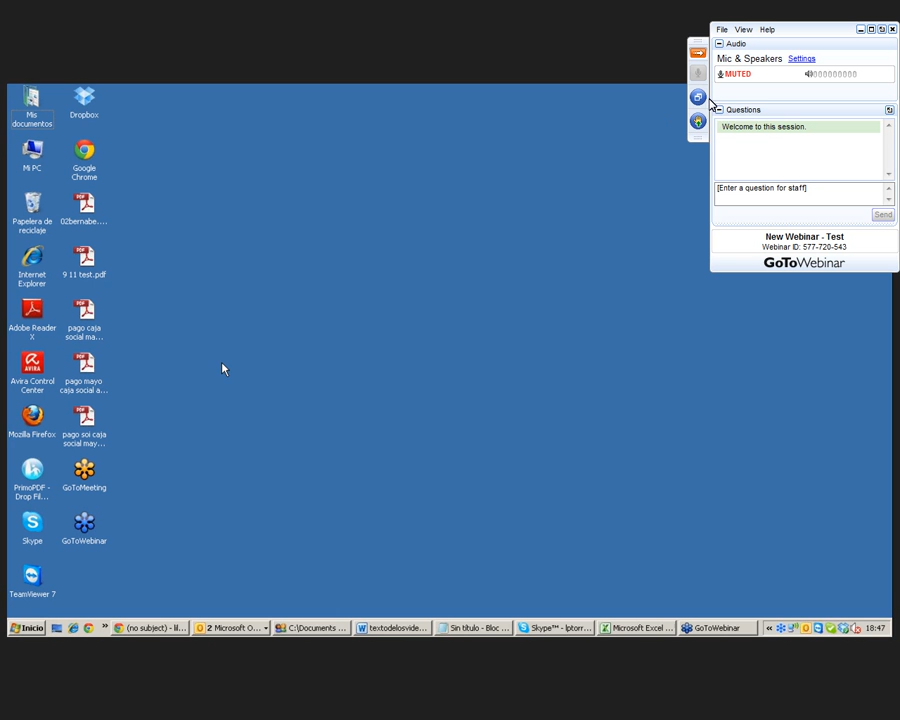 File View Help
Audio
Mic & Speakers Settings
MUTED
Questions
Welcome to this session.
[Enter a question for staff]
Send
New Webinar - Test
Webinar ID: 577-720-543
GoToWebinar
Mis documentos
Dropbox
Mi PC
Google Chrome
Papelera de reciclaje
02bernabe....
Internet Explorer
9 11 test.pdf
Adobe Reader X
pago caja social ma...
Avira Control Center
pago mayo caja social a...
Mozilla Firefox
pago soi caja social may...
PrimoPDF - Drop Fil...
GoToMeeting
Skype
GoToWebinar
TeamViewer 7
Inicio
(no subject) - lil...
2 Microsoft O...
C:\Documents ...
textodelosvide...
Sin título - Bloc ...
Skype™ - lptorr...
Microsoft Excel ...
GoToWebinar
18:47